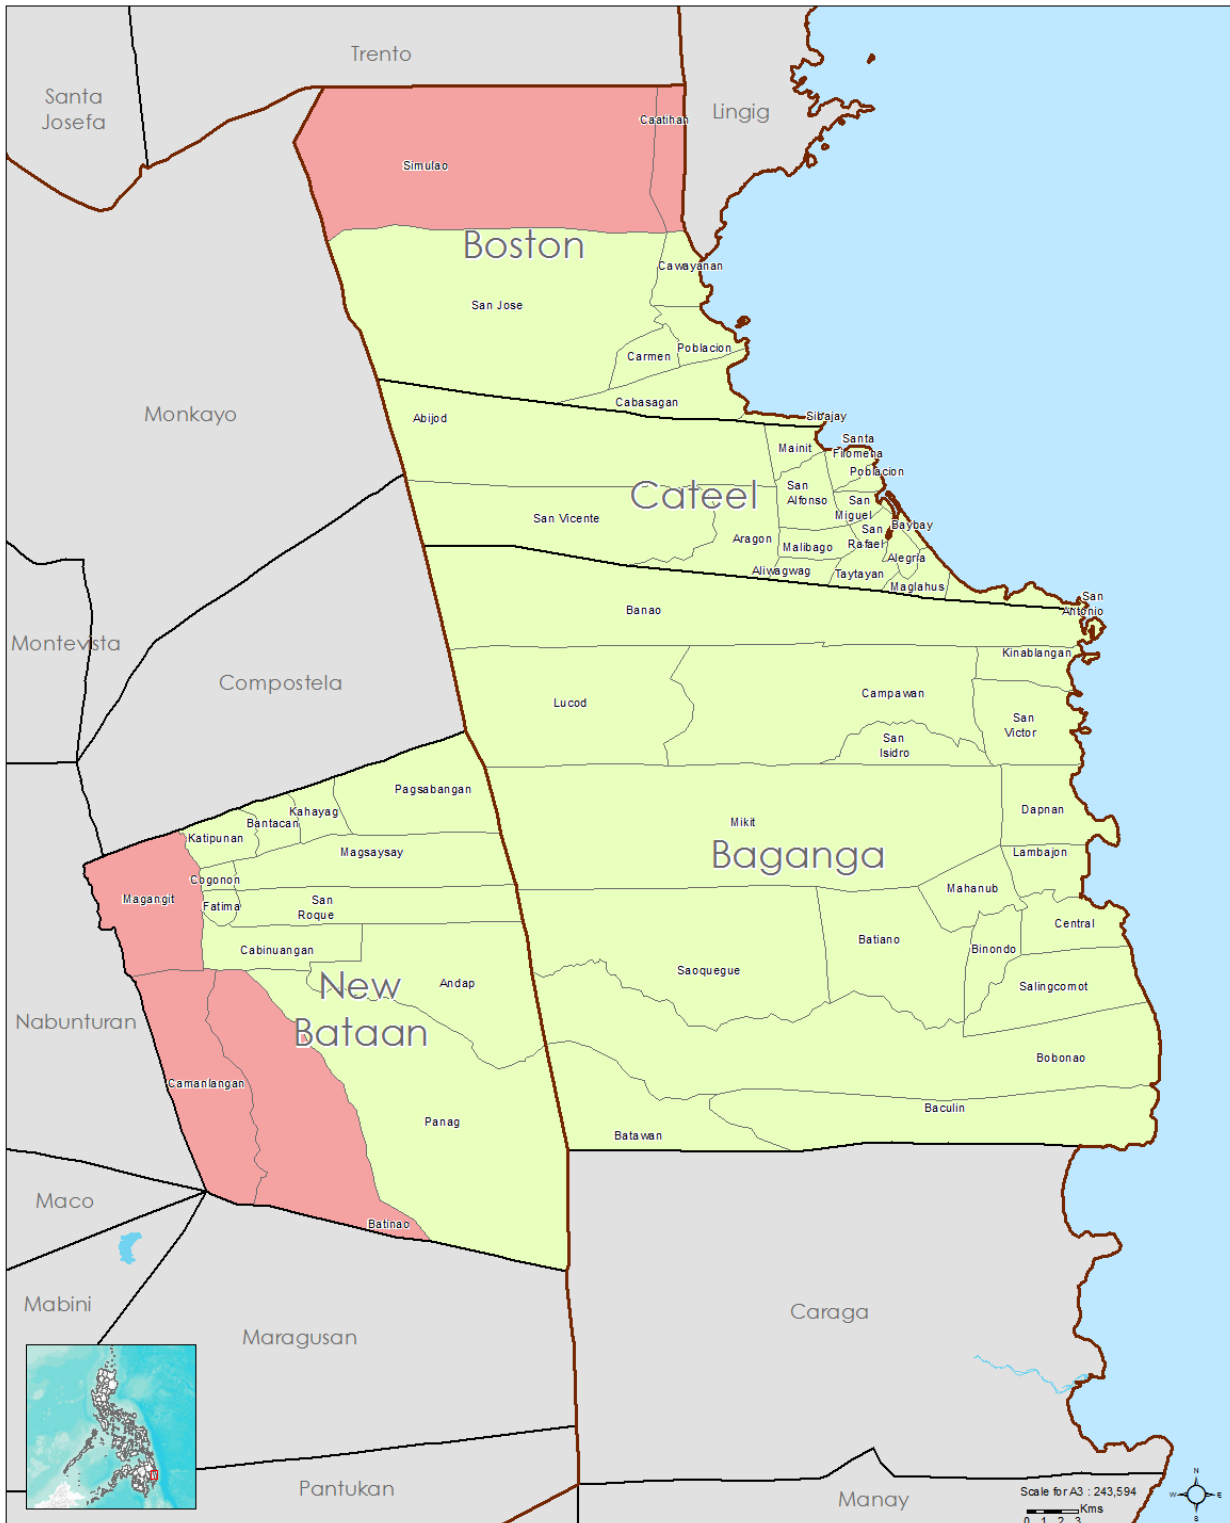 Trento
Santa
Josefa
Lingig
Caatihan
Simulao
Boston
Cawayanan
San Jose
Poblacion
Carmen
Cabasagan
Monkayo
Abijod
Sibajay
Mainit
Santa
Filomena
Poblacion
San
Alfonso
Cateel
San
Miguel
San Vicente
Baybay
San
Rafael
Aragon
Malibago
Alegria
Aliwagwag
Taytayan
Maglahus
San
Antonio
Banao
Montevista
Kinablangan
Compostela
Lucod
Campawan
San
Victor
San
Isidro
Pagsabangan
Kahayag
Bantacan
Katipunan
Dapnan
Mikit
Magsaysay
Baganga
Lambajon
Cogonon
Mahanub
Magangit
Fatima
San
Roque
Central
Batiano
Binondo
Cabinuangan
Saoquegue
Andap
New
Bataan
Salingcomot
Nabunturan
Bobonao
Camanlangan
Baculin
Panag
Batawan
Maco
Batinao
Mabini
Maragusan
Caraga
Pantukan
Manay
Scale for A3 : 243,594
Kms
0 1 2 3
N
W
E
S